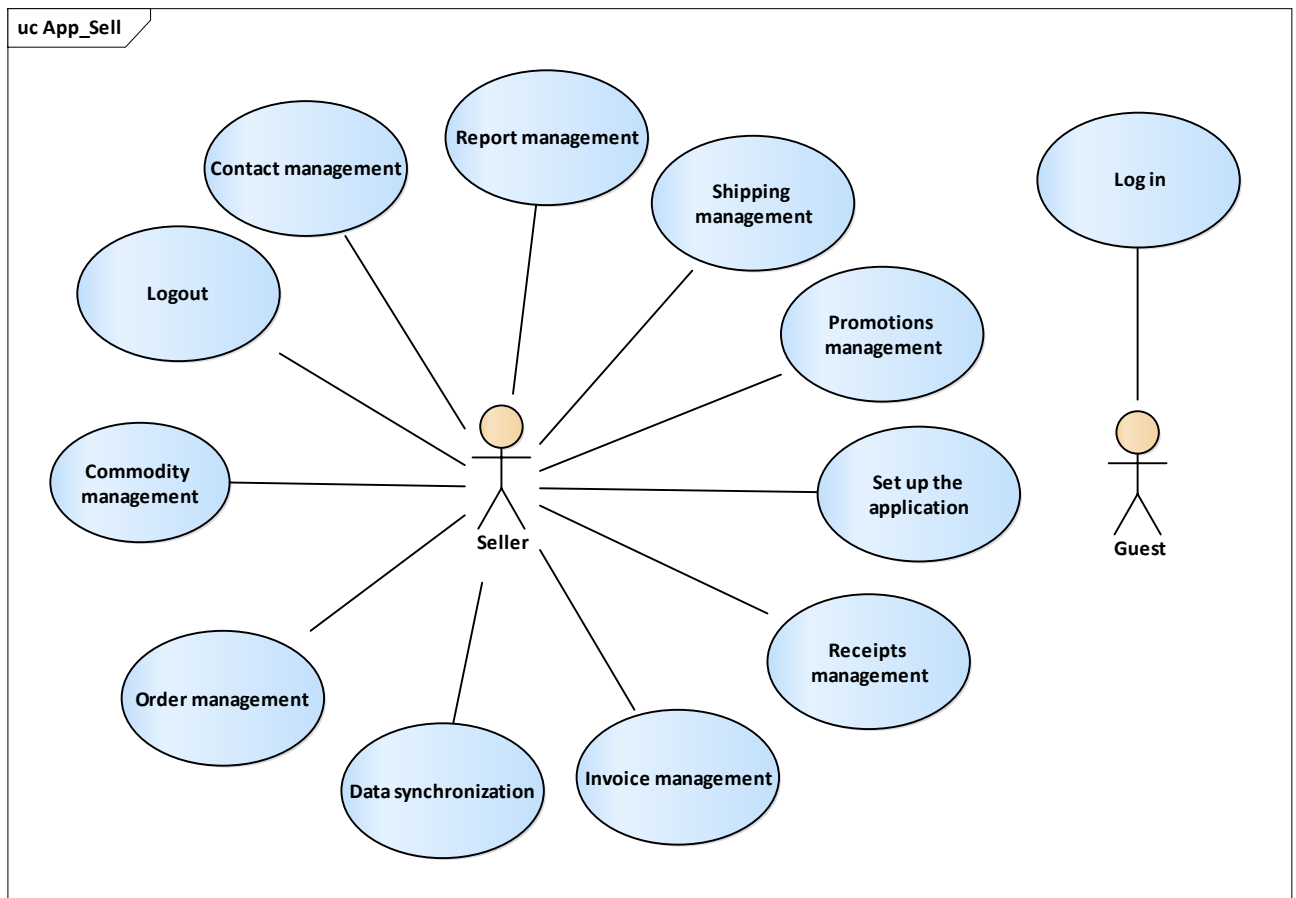 uc App_Sell
Report management
Contact management
Shipping
management
Log in
Logout
Promotions
management
Commodity
management
Set up the
application
Seller
Guest
Receipts
management
Order management
Data synchronization
Invoice management